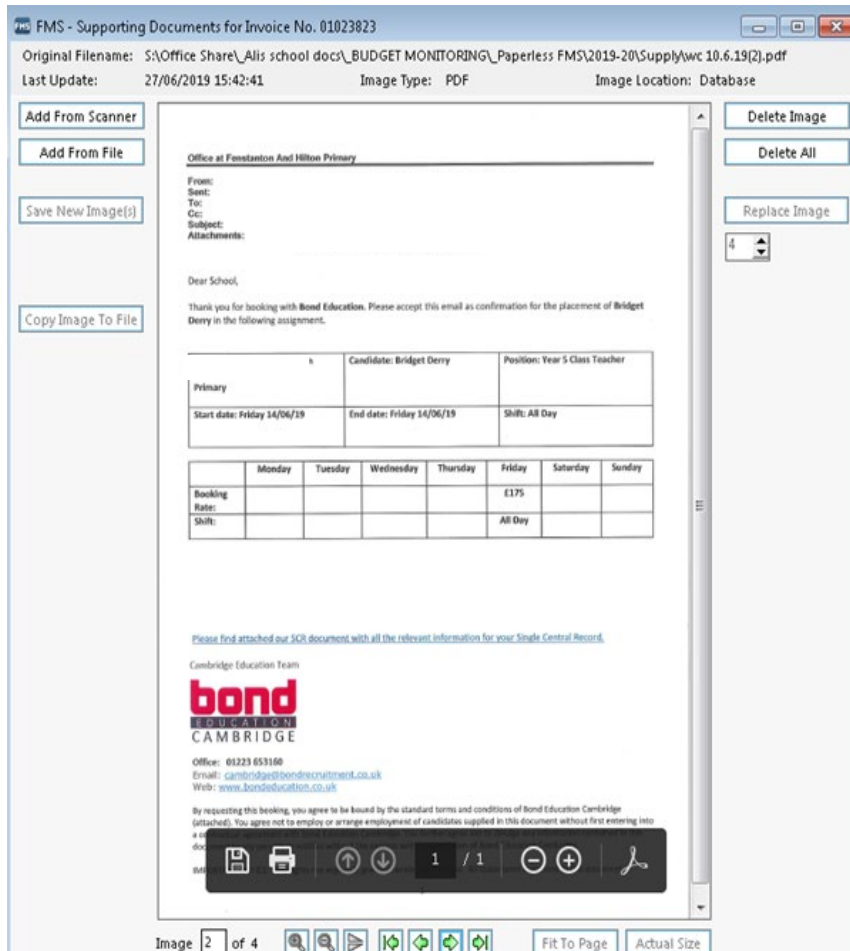 FMS - Supporting Documents for Invoice No. 01023823
Original Filename: S:\Office Share\_Alis school docs\_BUDGET MONITORING\_Paperless FMS\2019-20\Supply\wc 10.6.19(2).pdf
Last Update: 27/06/2019 15:42:41 Image Type: PDF Image Location: Database
Add From Scanner
Add From File
Save New Image(s)
Copy Image To File
Delete Image
Delete All
Replace Image
4
Office at Fenstanton And Hilton Primary
From:
Sent:
To:
Cc:
Subject:
Attachments:
Dear School,
Thank you for booking with Bond Education. Please accept this email as confirmation for the placement of Bridget
Derry in the following assignment.
Primary
Candidate: Bridget Derry
Position: Year 5 Class Teacher
Start date: Friday 14/06/19 End date: Friday 14/06/19 Shift: All Day
Monday Tuesday Wednesday Thursday Friday Saturday Sunday
Booking
Rate: £175
Shift: All Day
Please find attached our SCR document with all the relevant information for your Single Central Record.
Cambridge Education Team
bond
EDUCATION
CAMBRIDGE
Office: 01223 653160
Email: cambridge@bondrecruitment.co.uk
Web: www.bondeducation.co.uk
By requesting this booking, you agree to be bound by the standard terms and conditions of Bond Education Cambridge
(attached). You agree not to employ or arrange employment of candidates supplied in this document without first entering into
1 / 1
Image 2 of 4 Fit To Page Actual Size